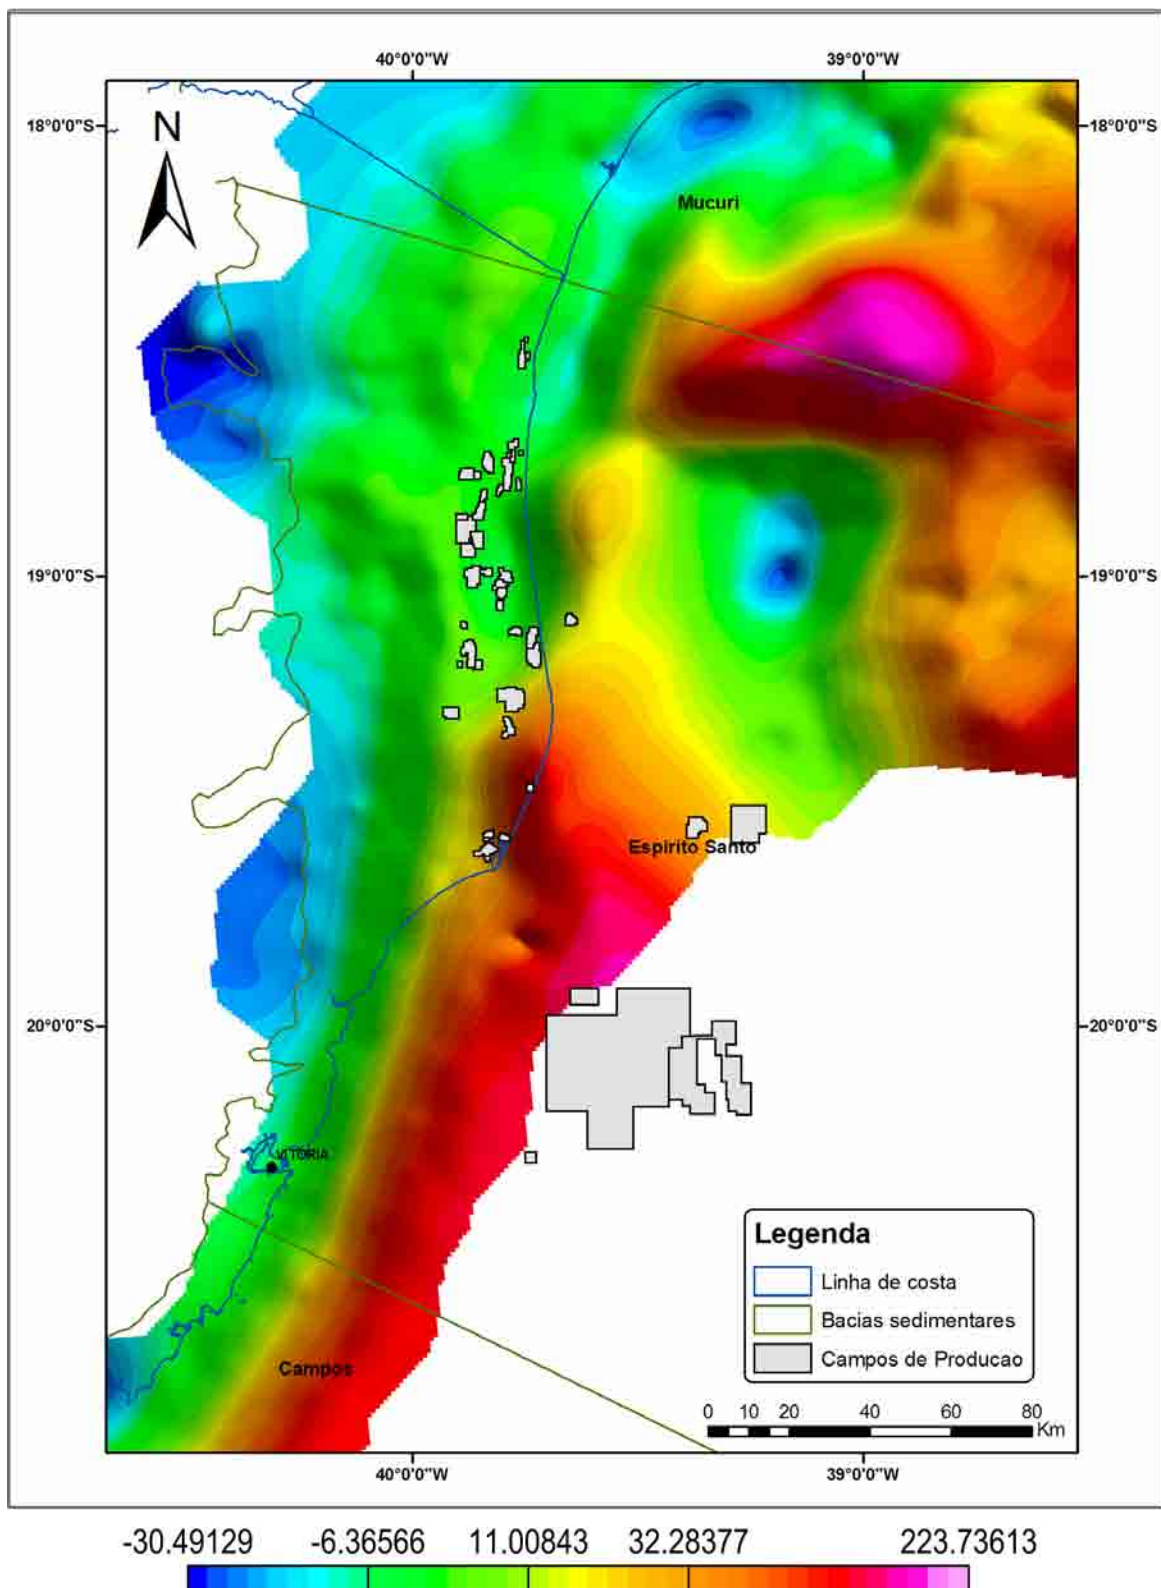 40°0'0"W 39°0'0"W
18°0'0"S 18°0'0"S
N
Mucuri
19°0'0"S 19°0'0"S
Espirito Santo
20°0'0"S 20°0'0"S
VITORIA
Legenda
Linha de costa
Bacias sedimentares
Campos de Producao
Campos
0 10 20 40 60 80
Km
40°0'0"W 39°0'0"W
-30.49129 -6.36566 11.00843 32.28377 223.73613